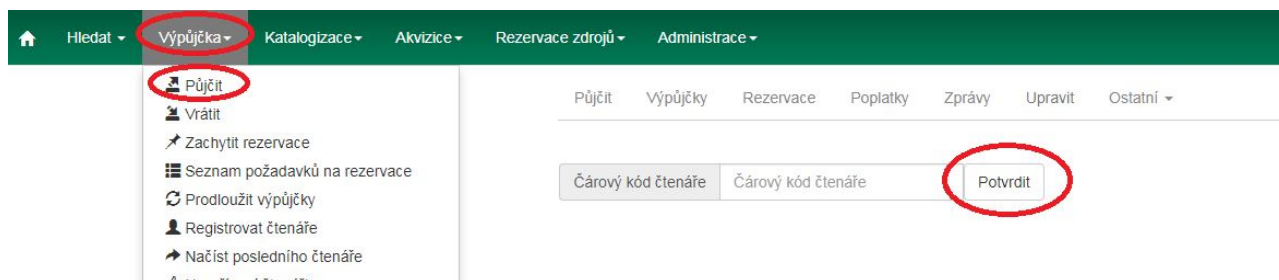 Hledat Výpůjčka Katalogizace Akvizice Rezervace zdrojů Administrace
Půjčit
Vrátit
Zachytit rezervace
Seznam požadavků na rezervace
Prodloužit výpůjčky
Registrovat čtenáře
Načíst posledního čtenáře
Půjčit Výpůjčky Rezervace Poplatky Zprávy Upravit Ostatní
Čárový kód čtenáře Čárový kód čtenáře Potvrdit